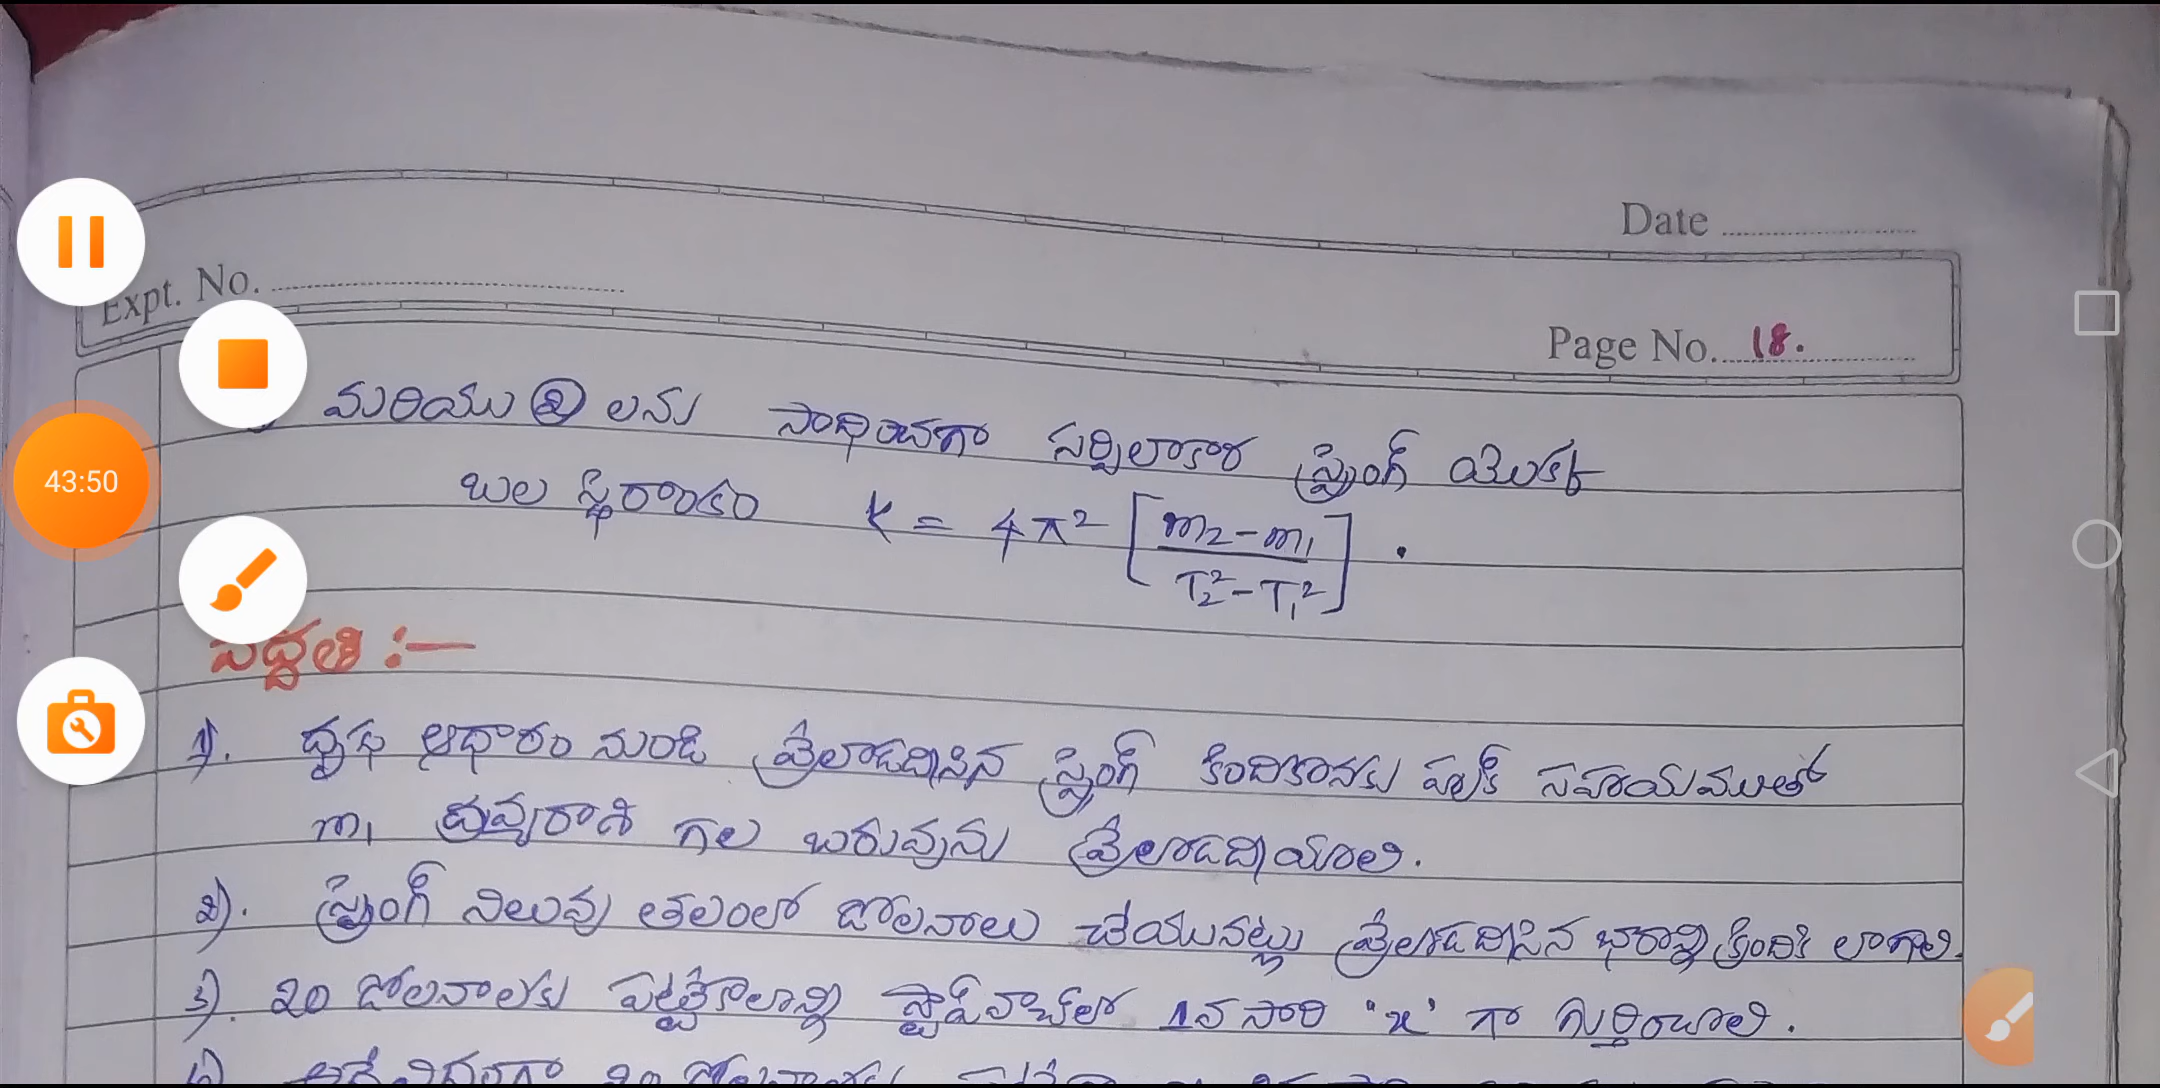 Date
Expt. No.
Page No. 18.
మరియు ② లను సాధించగా సర్పిలాకార స్ప్రింగ్ యొక్క
బల స్థిరాంకం K = 4π² [m₂-m₁ / T₂²-T₁²] .
పద్ధతి :-
1). దృఢ ఆధారం నుండి వ్రేలాడదీసిన స్ప్రింగ్ క్రిందికొనకు హుక్ సహాయముతో
m₁ ద్రవ్యరాశి గల బరువును వ్రేలాడదీయాలి.
2). స్ప్రింగ్ నిలువు తలంలో డోలనాలు చేయునట్లు వ్రేలాడదీసిన భారాన్ని క్రిందికి లాగాలి.
3). 20 డోలనాలకు పట్టేకాలాన్ని స్టాప్‌వాచ్‌లో 1వ సారి 'x' గా గుర్తించాలి.
43:50